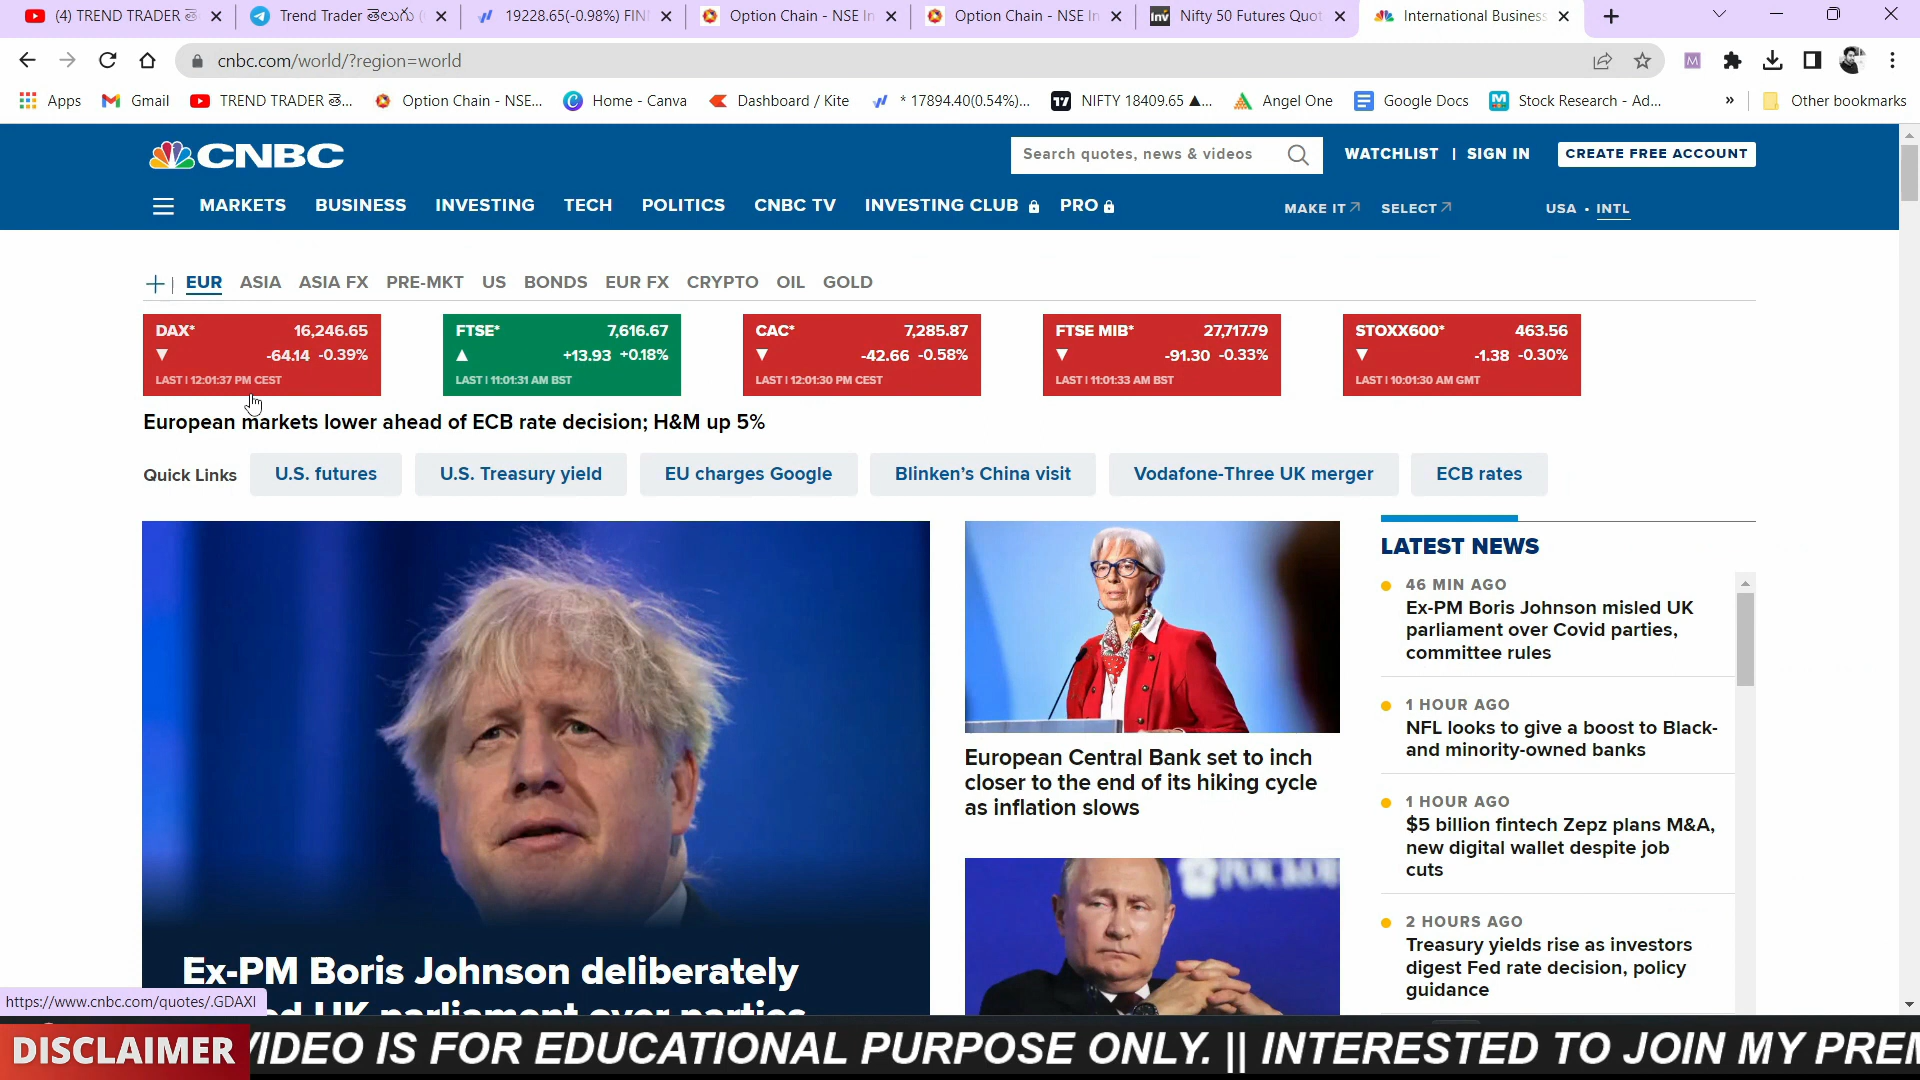 (4) TREND TRADER తె
Trend Trader తెలుగు (
19228.65(-0.98%) FIN
Option Chain - NSE In
Option Chain - NSE In
Nifty 50 Futures Quot
International Business
cnbc.com/world/?region=world
Apps
Gmail
TREND TRADER తె...
Option Chain - NSE...
Home - Canva
Dashboard / Kite
* 17894.40(0.54%)...
NIFTY 18409.65 ▲...
Angel One
Google Docs
Stock Research - Ad...
»
Other bookmarks
CNBC
Search quotes, news & videos
WATCHLIST | SIGN IN
CREATE FREE ACCOUNT
MARKETS
BUSINESS
INVESTING
TECH
POLITICS
CNBC TV
INVESTING CLUB
PRO
MAKE IT
SELECT
USA • INTL
EUR
ASIA
ASIA FX
PRE-MKT
US
BONDS
EUR FX
CRYPTO
OIL
GOLD
DAX* 16,246.65
▼ -64.14 -0.39%
LAST | 12:01:37 PM CEST
FTSE* 7,616.67
▲ +13.93 +0.18%
LAST | 11:01:31 AM BST
CAC* 7,285.87
▼ -42.66 -0.58%
LAST | 12:01:30 PM CEST
FTSE MIB* 27,717.79
▼ -91.30 -0.33%
LAST | 11:01:33 AM BST
STOXX600* 463.56
▼ -1.38 -0.30%
LAST | 10:01:30 AM GMT
European markets lower ahead of ECB rate decision; H&M up 5%
Quick Links
U.S. futures
U.S. Treasury yield
EU charges Google
Blinken's China visit
Vodafone-Three UK merger
ECB rates
Ex-PM Boris Johnson deliberately
European Central Bank set to inch
closer to the end of its hiking cycle
as inflation slows
LATEST NEWS
46 MIN AGO
Ex-PM Boris Johnson misled UK
parliament over Covid parties,
committee rules
1 HOUR AGO
NFL looks to give a boost to Black-
and minority-owned banks
1 HOUR AGO
$5 billion fintech Zepz plans M&A,
new digital wallet despite job
cuts
2 HOURS AGO
Treasury yields rise as investors
digest Fed rate decision, policy
guidance
https://www.cnbc.com/quotes/.GDAXI
DISCLAIMER
VIDEO IS FOR EDUCATIONAL PURPOSE ONLY. || INTERESTED TO JOIN MY PREM